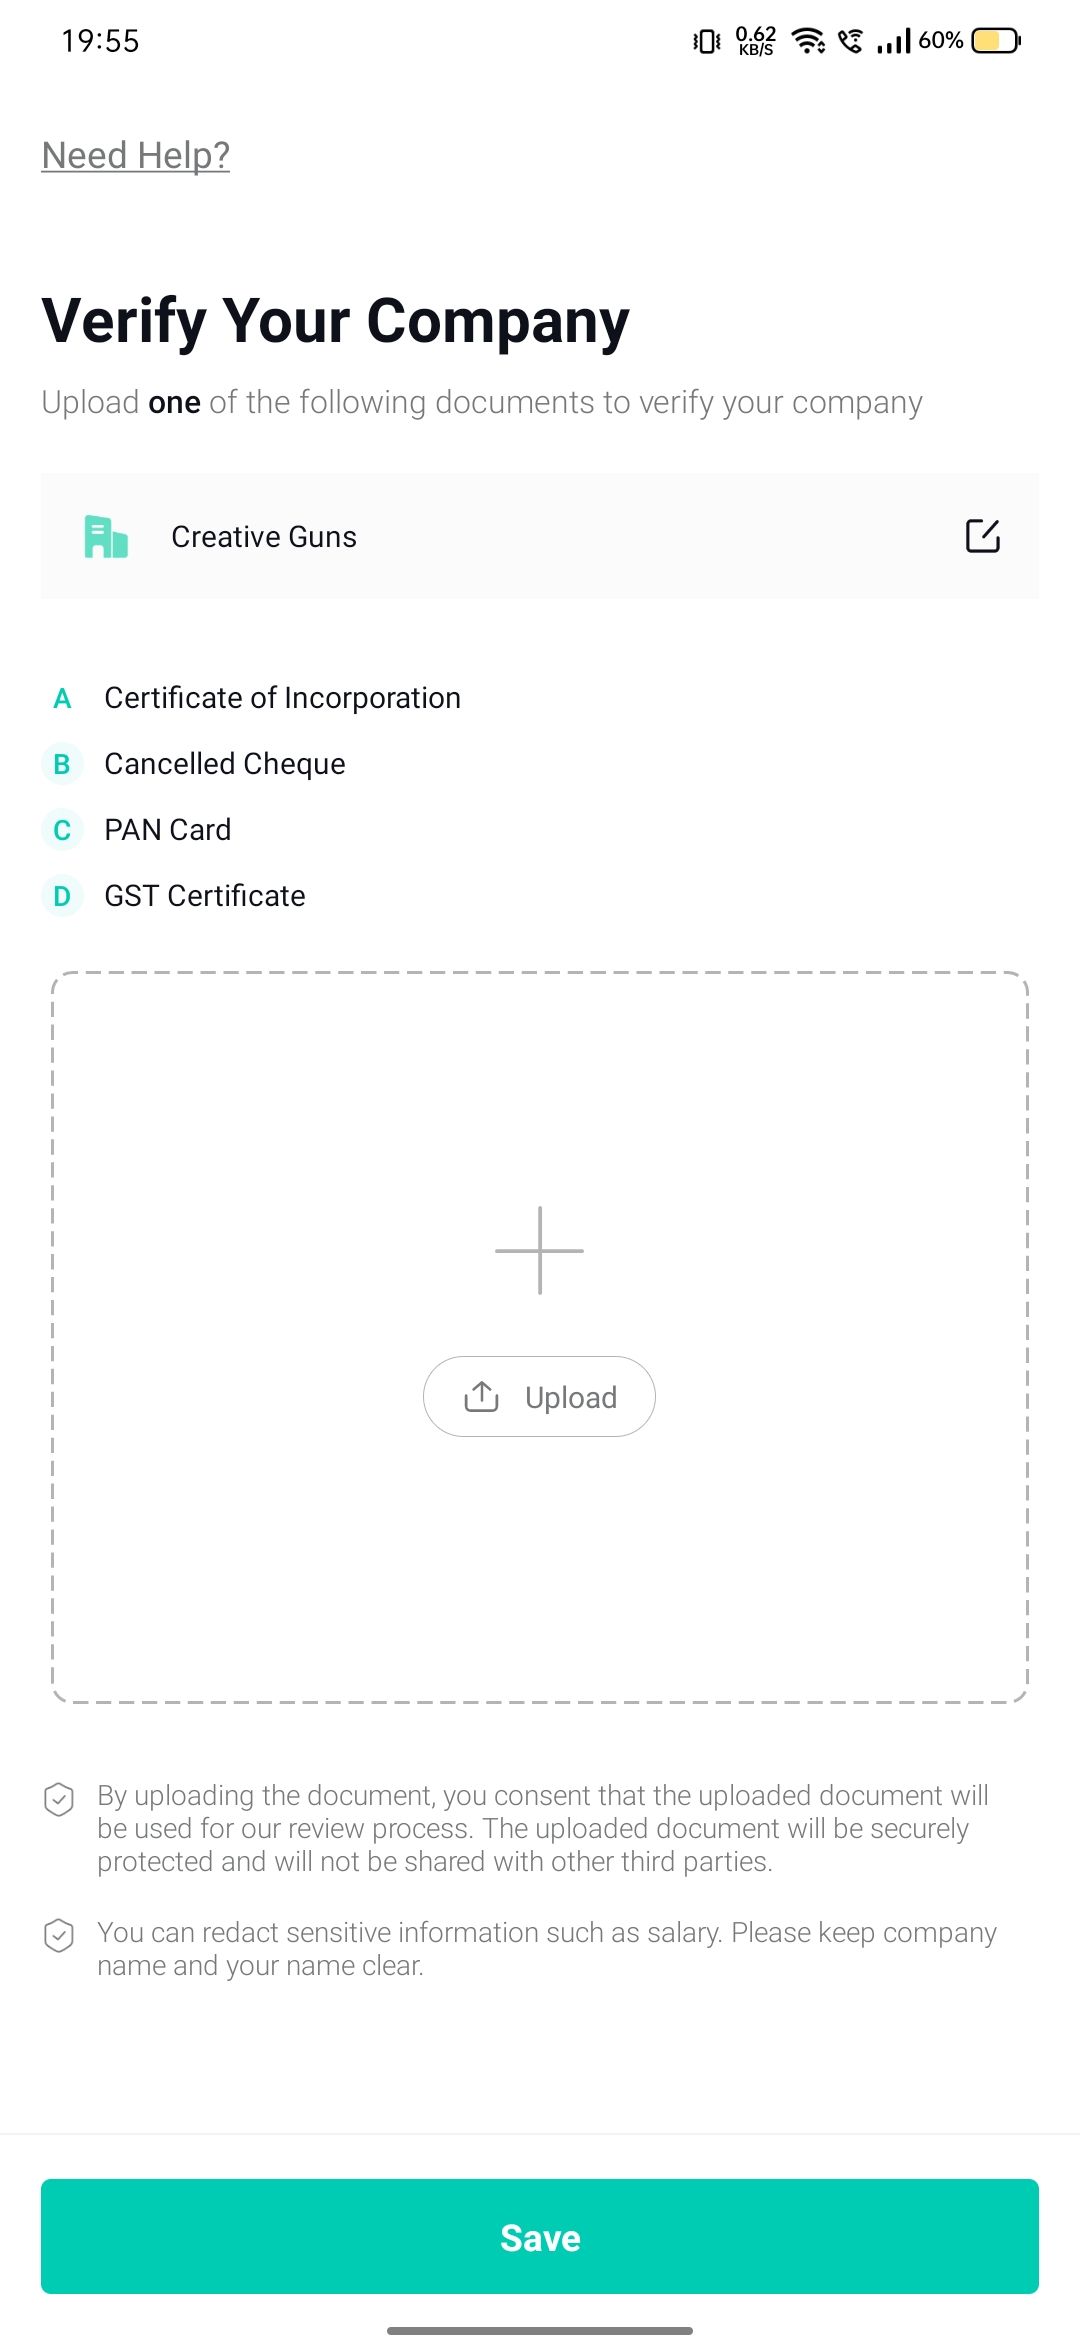 19:55
0.62
KB/S
60%
Need Help?
Verify Your Company
Upload one of the following documents to verify your company
Creative Guns
A Certificate of Incorporation
B Cancelled Cheque
C PAN Card
D GST Certificate
Upload
By uploading the document, you consent that the uploaded document will
be used for our review process. The uploaded document will be securely
protected and will not be shared with other third parties.
You can redact sensitive information such as salary. Please keep company
name and your name clear.
Save